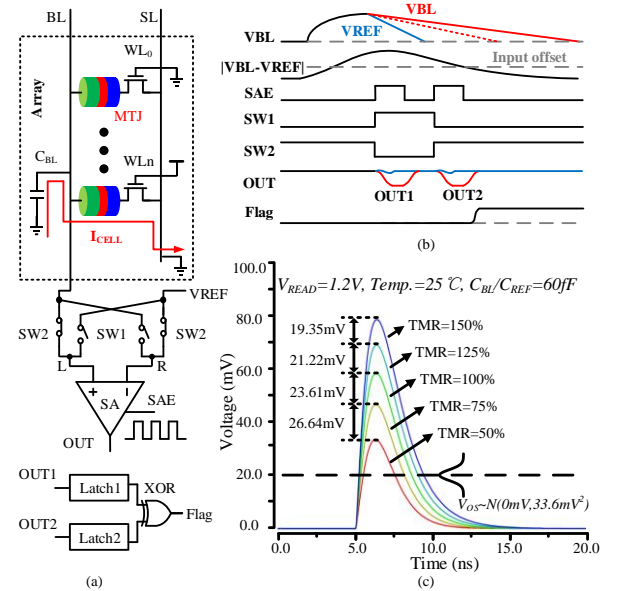 BL
SL
WL0
Array
MTJ
CBL
WLn
ICELL
VREF
SW2
SW1
SW2
L
R
+
−
SA
SAE
OUT
OUT1
Latch1
XOR
Flag
OUT2
Latch2
(a)
VBL
VREF
VBL
|VBL-VREF|
Input offset
SAE
SW1
SW2
OUT
OUT1
OUT2
Flag
(b)
100.0
VREAD=1.2V, Temp.=25 ℃, CBL/CREF=60fF
80.0
19.35mV
TMR=150%
21.22mV
TMR=125%
60.0
23.61mV
TMR=100%
40.0
26.64mV
TMR=75%
TMR=50%
20.0
VOS~N(0mV,33.6mV²)
0.0
Voltage (mV)
0.0
5.0
10.0
15.0
20.0
Time (ns)
(c)